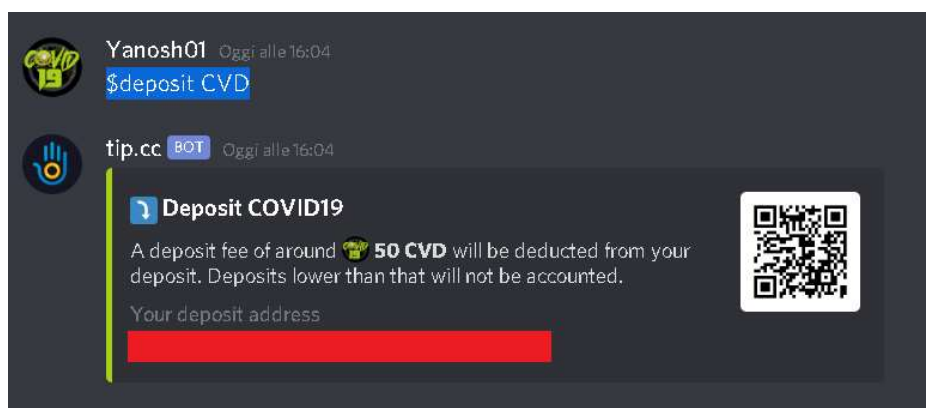 COVID 19
Yanosh01 Oggi alle 16:04
$deposit CVD
tip.cc BOT Oggi alle 16:04
Deposit COVID19
A deposit fee of around 50 CVD will be deducted from your
deposit. Deposits lower than that will not be accounted.
Your deposit address